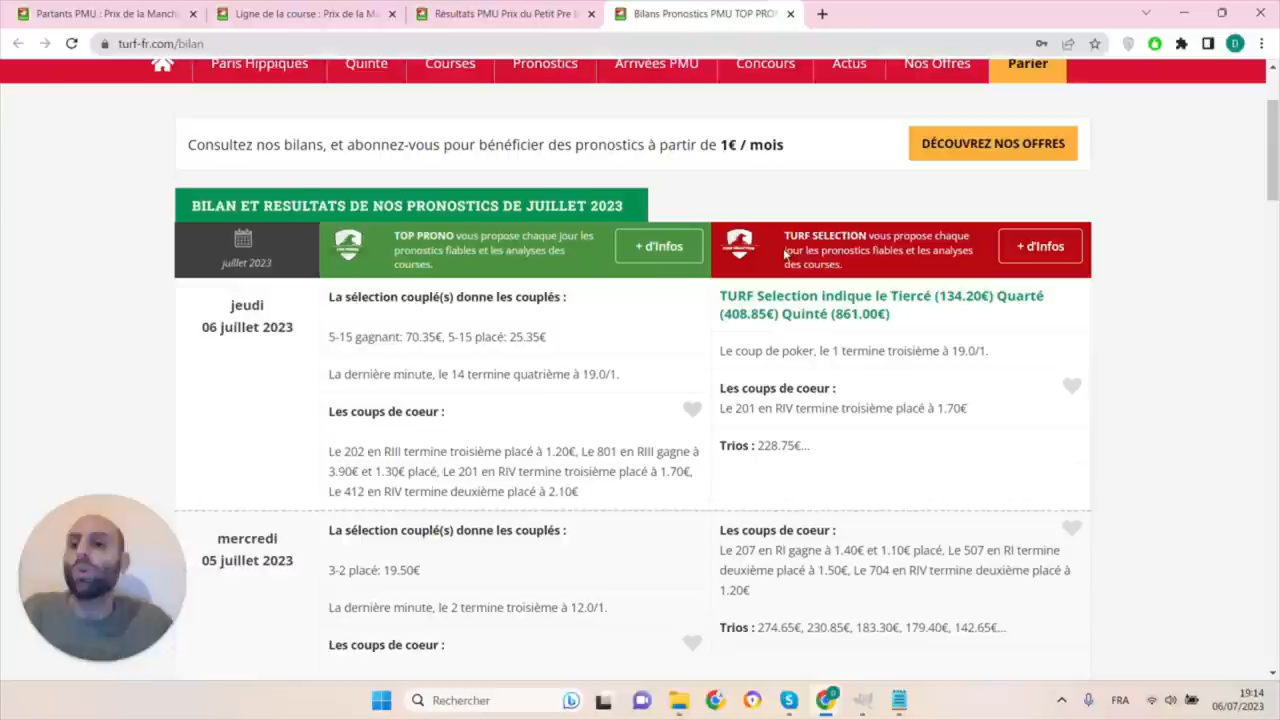 Partants PMU : Prix de la Manch
Ligne de la course : Prix de la Ma
Résultats PMU Prix du Petit Pre
Bilans Pronostics PMU TOP PRO
turf-fr.com/bilan
Paris Hippiques
Quinté
Courses
Pronostics
Arrivées PMU
Concours
Actus
Nos Offres
Parier
Consultez nos bilans, et abonnez-vous pour bénéficier des pronostics à partir de 1€ / mois
DÉCOUVREZ NOS OFFRES
BILAN ET RESULTATS DE NOS PRONOSTICS DE JUILLET 2023
juillet 2023
TOP PRONO vous propose chaque jour les
pronostics fiables et les analyses des
courses.
+ d'Infos
TURF SELECTION vous propose chaque
jour les pronostics fiables et les analyses
des courses.
+ d'Infos
jeudi
06 juillet 2023
La sélection couplé(s) donne les couplés :
5-15 gagnant: 70.35€, 5-15 placé: 25.35€
La dernière minute, le 14 termine quatrième à 19.0/1.
Les coups de coeur :
Le 202 en RIII termine troisième placé à 1.20€, Le 801 en RIII gagne à
3.90€ et 1.30€ placé, Le 201 en RIV termine troisième placé à 1.70€,
Le 412 en RIV termine deuxième placé à 2.10€
TURF Selection indique le Tiercé (134.20€) Quarté
(408.85€) Quinté (861.00€)
Le coup de poker, le 1 termine troisième à 19.0/1.
Les coups de coeur :
Le 201 en RIV termine troisième placé à 1.70€
Trios : 228.75€...
mercredi
05 juillet 2023
La sélection couplé(s) donne les couplés :
3-2 placé: 19.50€
La dernière minute, le 2 termine troisième à 12.0/1.
Les coups de coeur :
Les coups de coeur :
Le 207 en RI gagne à 1.40€ et 1.10€ placé, Le 507 en RI termine
deuxième placé à 1.50€, Le 704 en RIV termine deuxième placé à
1.20€
Trios : 274.65€, 230.85€, 183.30€, 179.40€, 142.65€...
Rechercher
FRA
19:14
06/07/2023